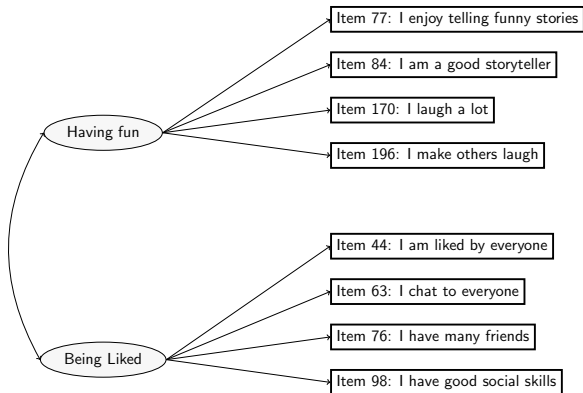 Item 77: I enjoy telling funny stories
Item 84: I am a good storyteller
Item 170: I laugh a lot
Having fun
Item 196: I make others laugh
Item 44: I am liked by everyone
Item 63: I chat to everyone
Item 76: I have many friends
Being Liked
Item 98: I have good social skills